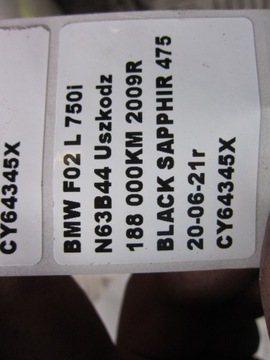 CY64345X
BMW F02 L 750i
N63B44 Uszkodz
188 000KM 2009R
BLACK SAPPHIR 475
20-06-21r
CY64345X